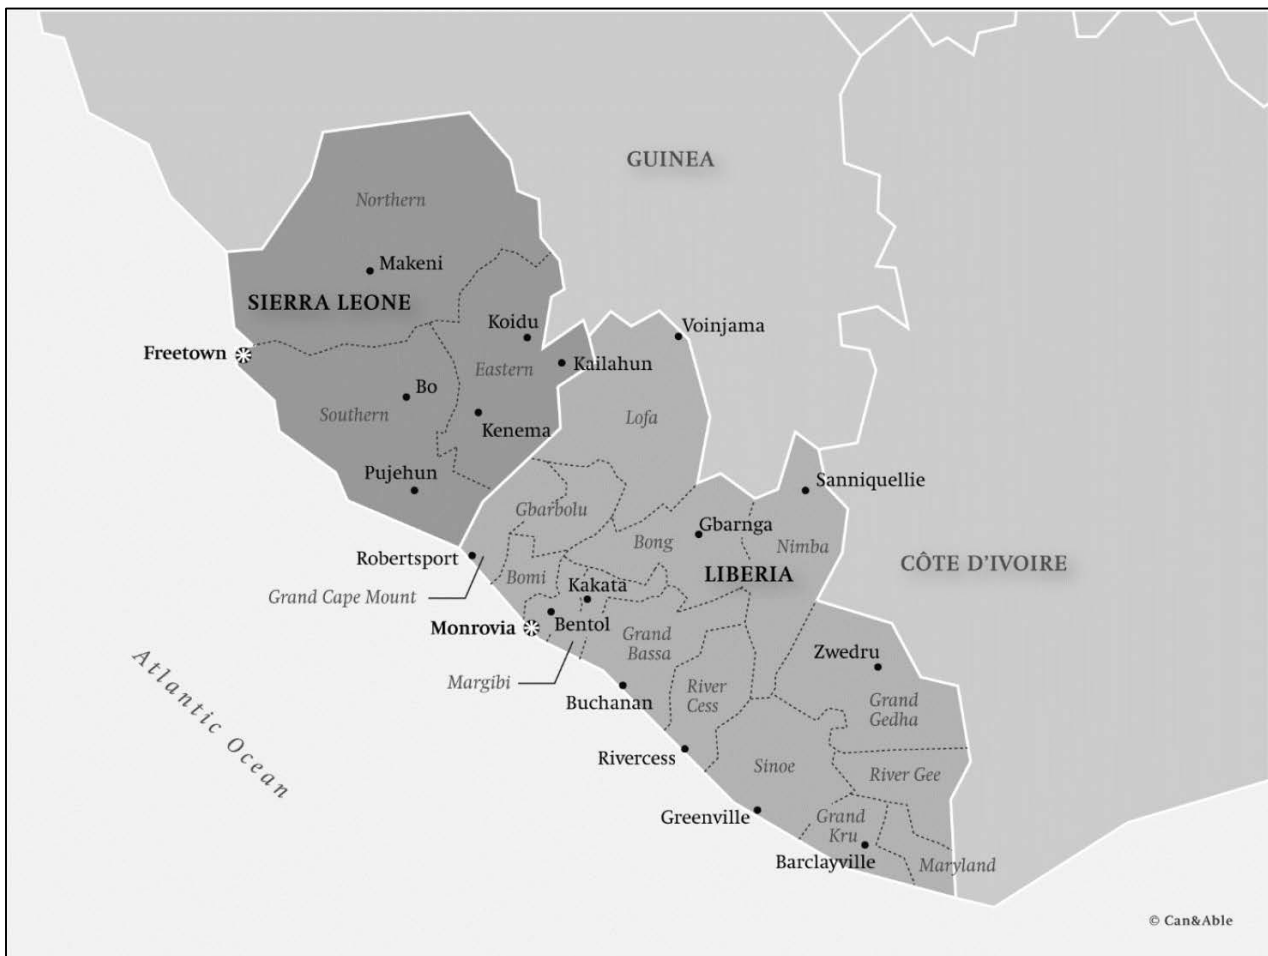 GUINEA
Northern
Makeni
SIERRA LEONE
Koidu
Voinjama
Freetown
Kailahun
Eastern
Bo
Southern
Lofa
Kenema
Pujehun
Sanniquellie
Gbarbolu
Gbarnga
Bong
Nimba
Robertsport
CÔTE D'IVOIRE
LIBERIA
Bomi
Kakata
Grand Cape Mount
Bentol
Monrovia
Grand
Bassa
Zwedru
Atlantic Ocean
Margibi
River
Cess
Grand
Gedha
Buchanan
Rivercess
Sinoe
River Gee
Greenville
Grand
Kru
Barclayville
Maryland
© Can&Able